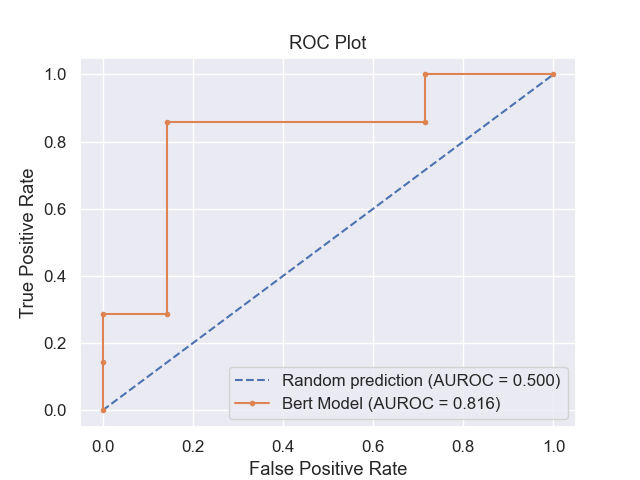 ROC Plot
True Positive Rate
1.0
0.8
0.6
0.4
0.2
0.0
Random prediction (AUROC = 0.500)
Bert Model (AUROC = 0.816)
0.0 0.2 0.4 0.6 0.8 1.0
False Positive Rate